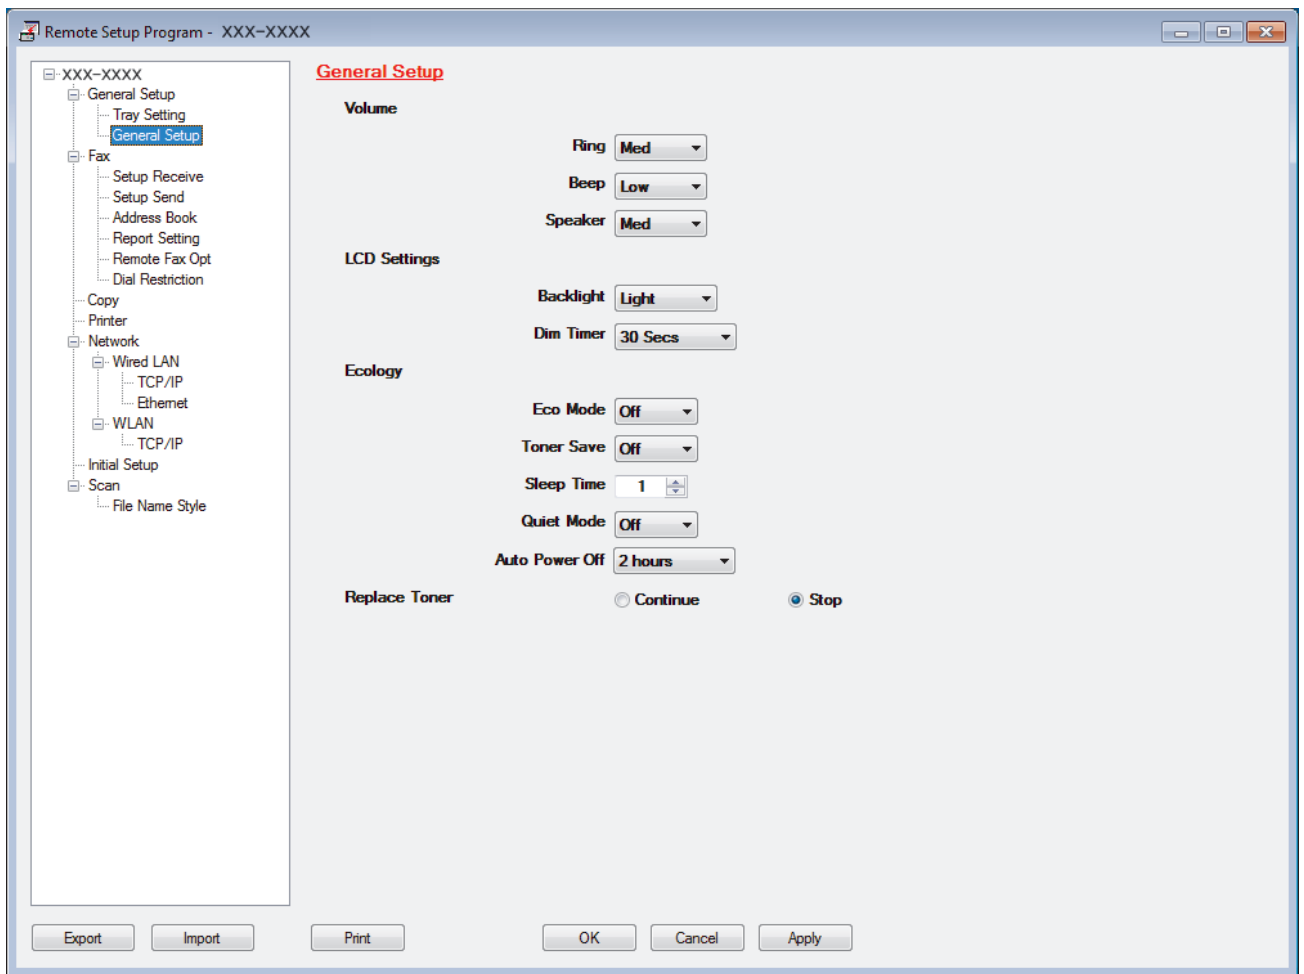 Remote Setup Program - XXX-XXXX
XXX-XXXX
General Setup
Tray Setting
General Setup
Fax
Setup Receive
Setup Send
Address Book
Report Setting
Remote Fax Opt
Dial Restriction
Copy
Printer
Network
Wired LAN
TCP/IP
Ethernet
WLAN
TCP/IP
Initial Setup
Scan
File Name Style
General Setup
Volume
Ring Med
Beep Low
Speaker Med
LCD Settings
Backlight Light
Dim Timer 30 Secs
Ecology
Eco Mode Off
Toner Save Off
Sleep Time 1
Quiet Mode Off
Auto Power Off 2 hours
Replace Toner Continue Stop
Export Import Print OK Cancel Apply